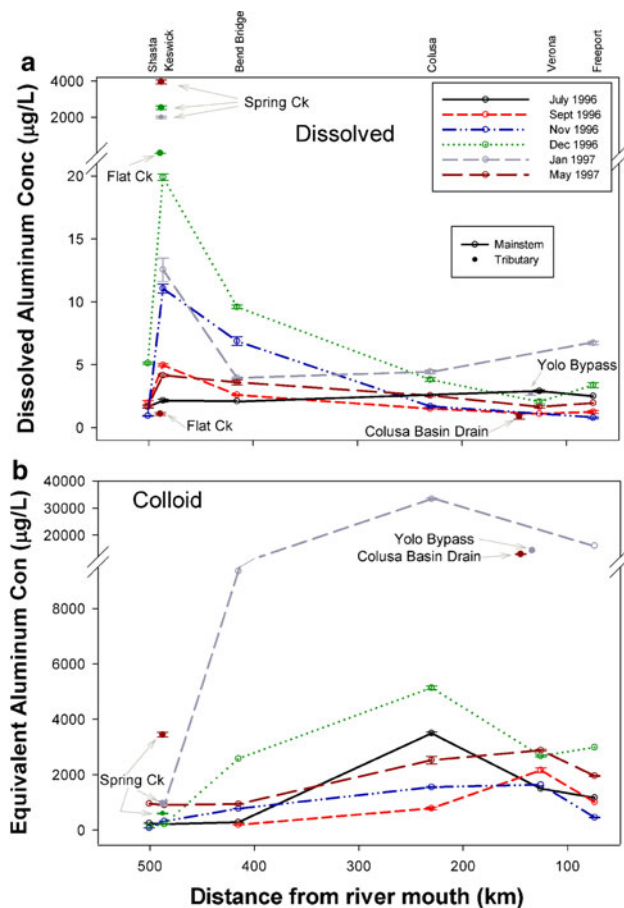 Shasta
Keswick
Bend Bridge
Colusa
Verona
Freeport
a
Dissolved Aluminum Conc (µg/L)
4000
2000
20
15
10
5
0
Spring Ck
Dissolved
Flat Ck
July 1996
Sept 1996
Nov 1996
Dec 1996
Jan 1997
May 1997
Mainstem
Tributary
Yolo Bypass
Flat Ck
Colusa Basin Drain
b
Equivalent Aluminum Con (µg/L)
40000
30000
20000
10000
8000
6000
4000
2000
0
Colloid
Yolo Bypass
Colusa Basin Drain
Spring Ck
500
400
300
200
100
Distance from river mouth (km)